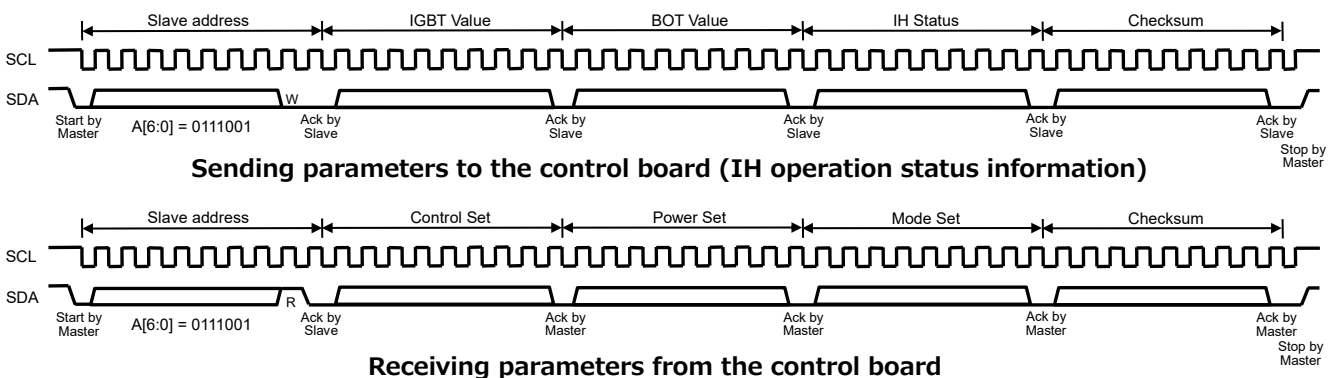 Slave address IGBT Value BOT Value IH Status Checksum
SCL
SDA W
Start by Master A[6:0] = 0111001 Ack by Slave Ack by Slave Ack by Slave Ack by Slave Ack by Slave
Stop by Master
Sending parameters to the control board (IH operation status information)
Slave address Control Set Power Set Mode Set Checksum
SCL
SDA R
Start by Master A[6:0] = 0111001 Ack by Slave Ack by Master Ack by Master Ack by Master Ack by Master
Stop by Master
Receiving parameters from the control board